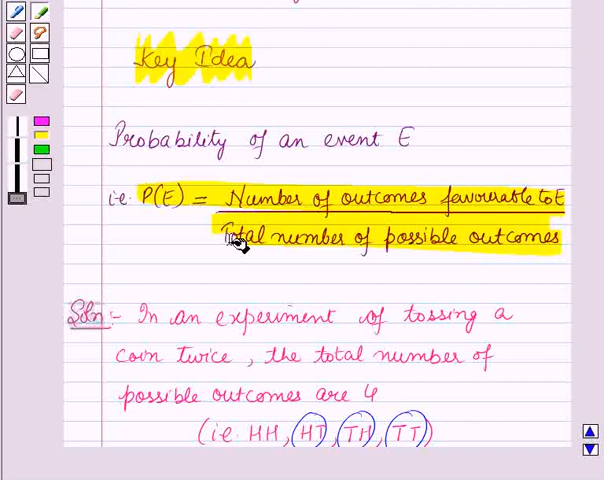 Key Idea
Probability of an event E
i.e. P(E) = Number of outcomes favourable to E
Total number of possible outcomes
Soln:- In an experiment of tossing a
coin twice, the total number of
possible outcomes are 4
(i.e. HH, HT, TH, TT)